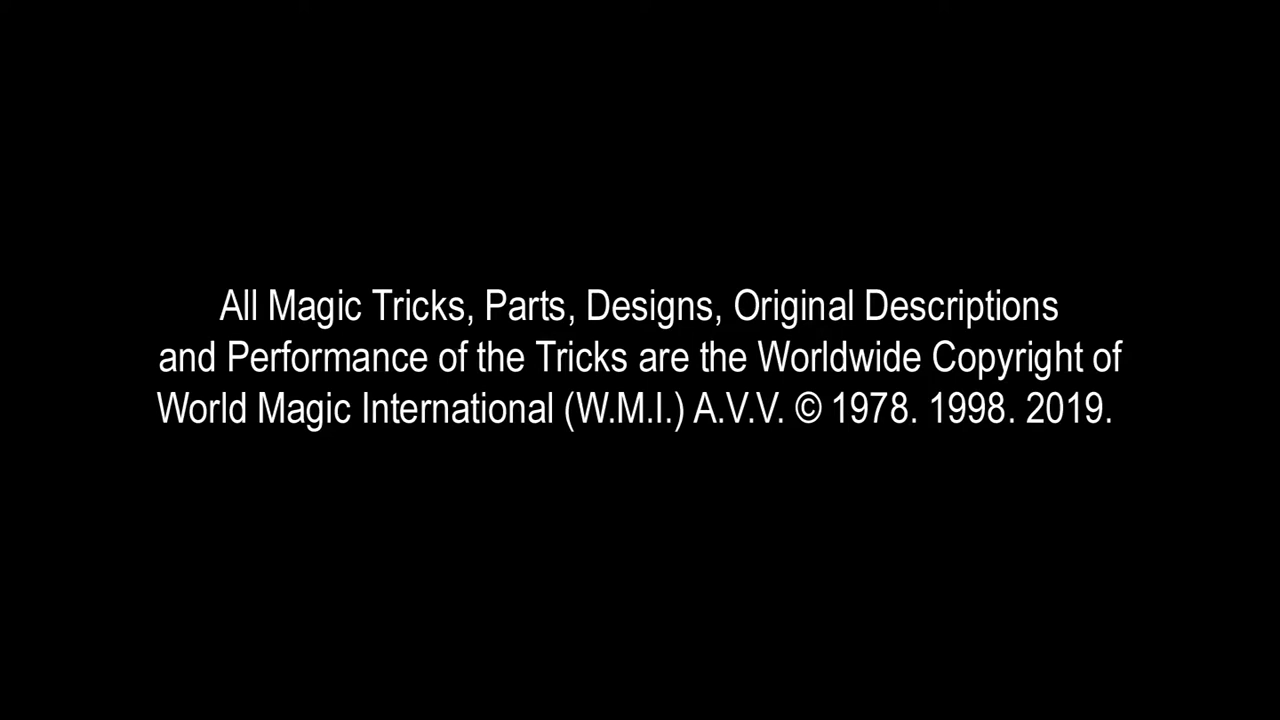 All Magic Tricks, Parts, Designs, Original Descriptions
and Performance of the Tricks are the Worldwide Copyright of
World Magic International (W.M.I.) A.V.V. © 1978. 1998. 2019.